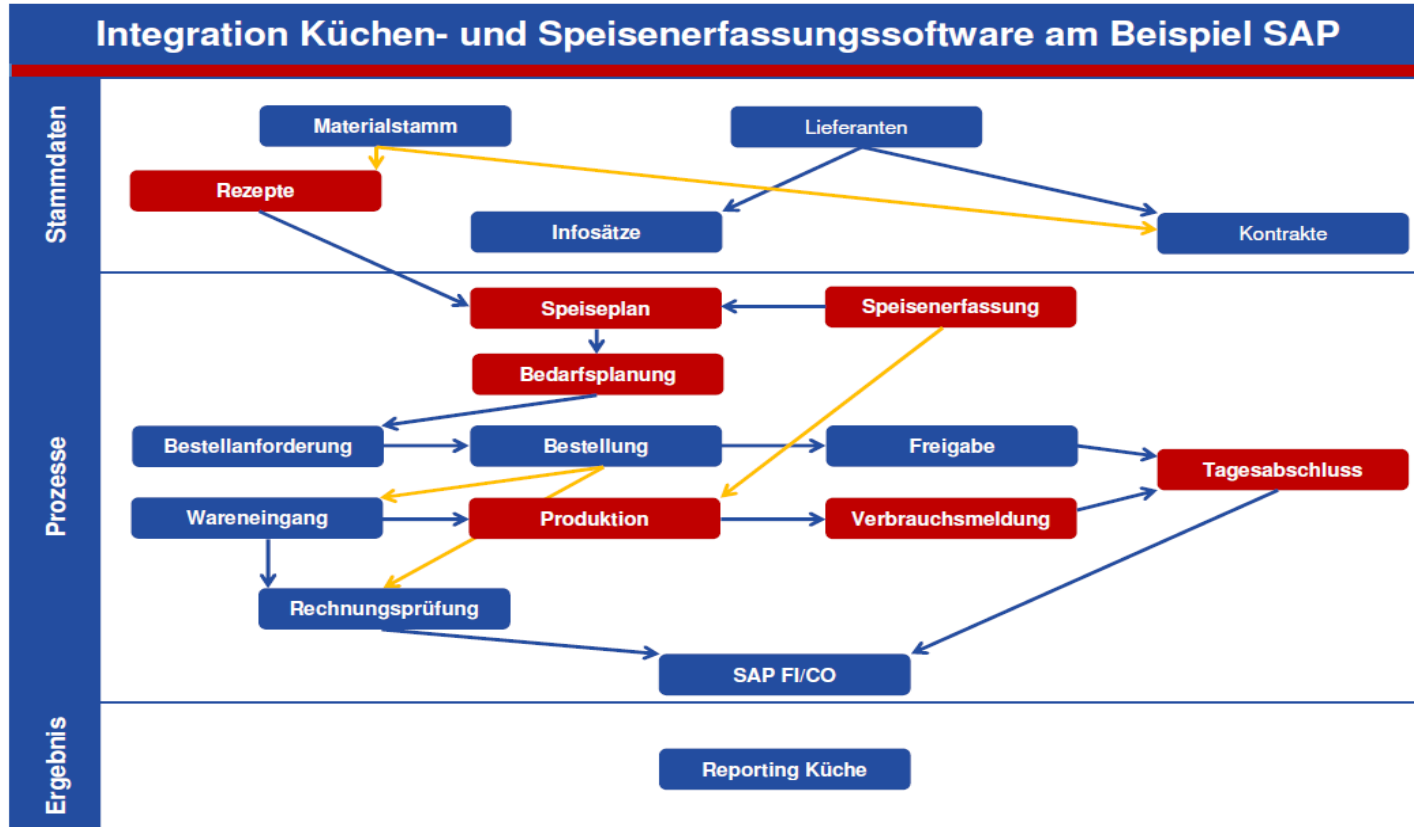 Integration Küchen- und Speisenerfassungssoftware am Beispiel SAP
Stammdaten
Materialstamm
Lieferanten
Rezepte
Infosätze
Kontrakte
Prozesse
Speiseplan
Speisenerfassung
Bedarfsplanung
Bestellanforderung
Bestellung
Freigabe
Tagesabschluss
Wareneingang
Produktion
Verbrauchsmeldung
Rechnungsprüfung
SAP FI/CO
Ergebnis
Reporting Küche